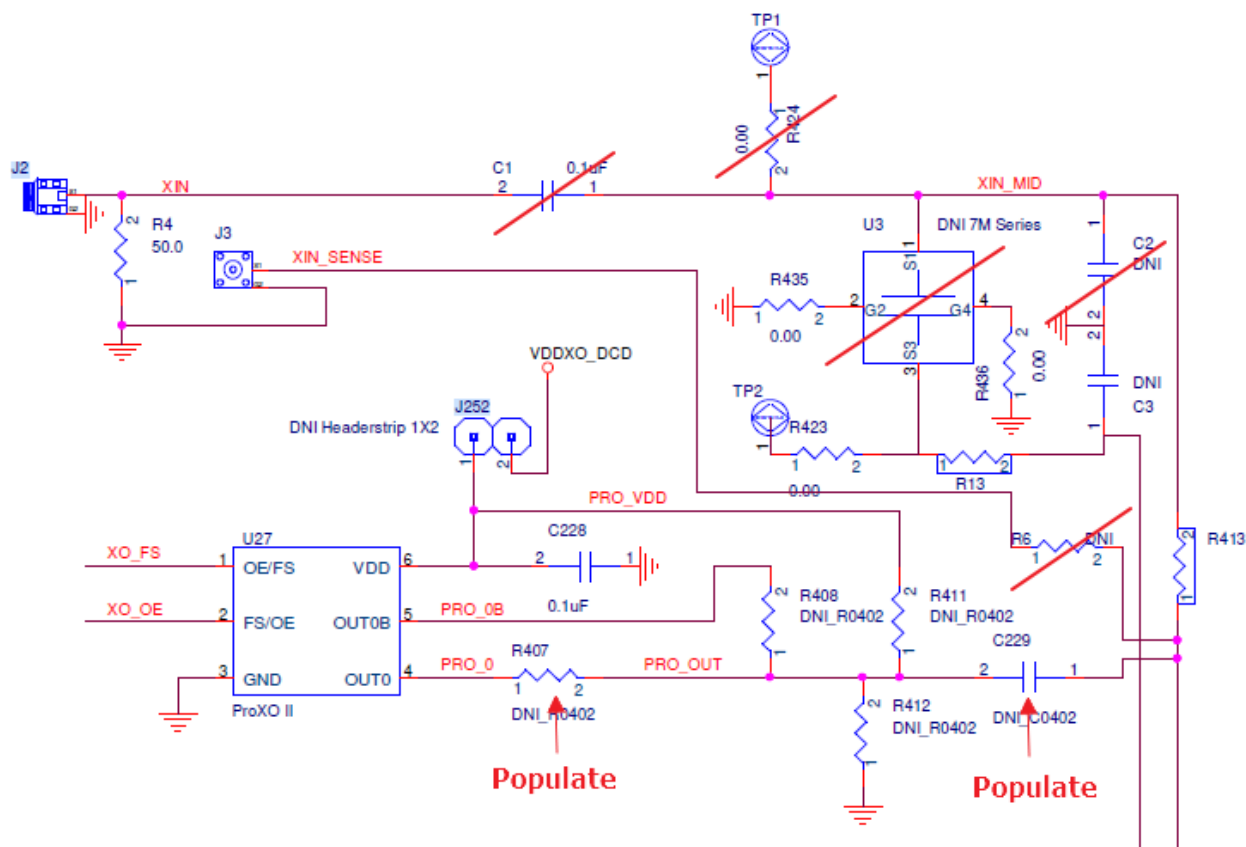 TP1
1
0.00
1
R424
2
J2
XIN
C1
0.1uF
2
1
XIN_MID
R4
50.0
2
1
J3
XIN_SENSE
U3
DNI 7M Series
1
S1
R435
1
2
0.00
2
G2
G4
4
S3
3
2
R436
0.00
1
1
C2
DNI
2
2
DNI
C3
1
VDDXO_DCD
J252
DNI Headerstrip 1X2
1
2
TP2
1
R423
1
2
0.00
1
2
R13
PRO_VDD
R6
DNI
1
2
2
R413
1
U27
XO_FS
1
OE/FS
VDD
6
C228
2
1
0.1uF
XO_OE
2
FS/OE
OUT0B
5
PRO_0B
2
R408
DNI_R0402
1
2
R411
DNI_R0402
1
3
GND
OUT0
4
PRO_0
R407
1
2
DNI_R0402
PRO_OUT
C229
2
1
DNI_C0402
ProXO II
2
R412
DNI_R0402
1
Populate
Populate